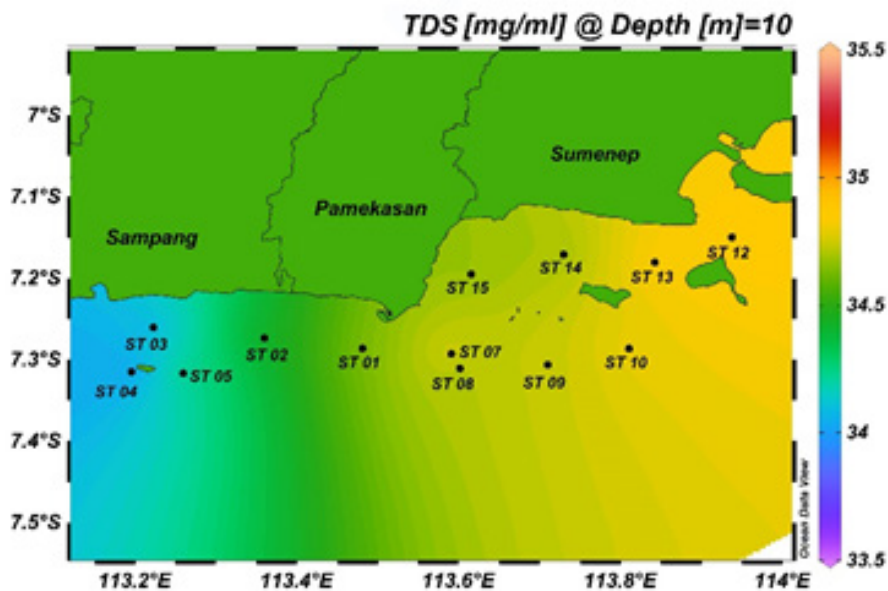 TDS [mg/ml] @ Depth [m]=10
35.5
7°S
Sumenep
35
7.1°S
Pamekasan
Sampang
7.2°S
ST 12
ST 14
ST 13
ST 15
34.5
7.3°S
ST 03
ST 02
ST 01
ST 07
ST 10
ST 04
ST 05
ST 08
ST 09
7.4°S
34
7.5°S
Ocean Data View
33.5
113.2°E
113.4°E
113.6°E
113.8°E
114°E